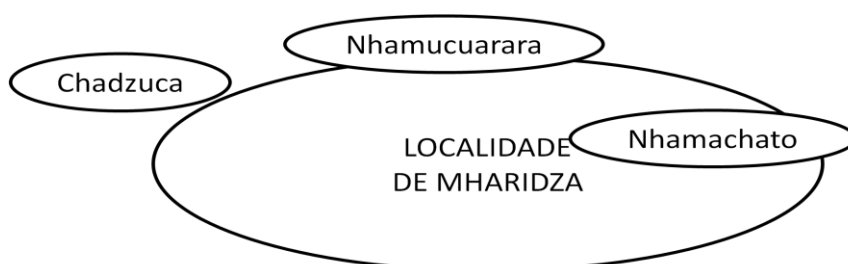 Nhamucuarara
Chadzuca
Nhamachato
LOCALIDADE
DE MHARIDZA